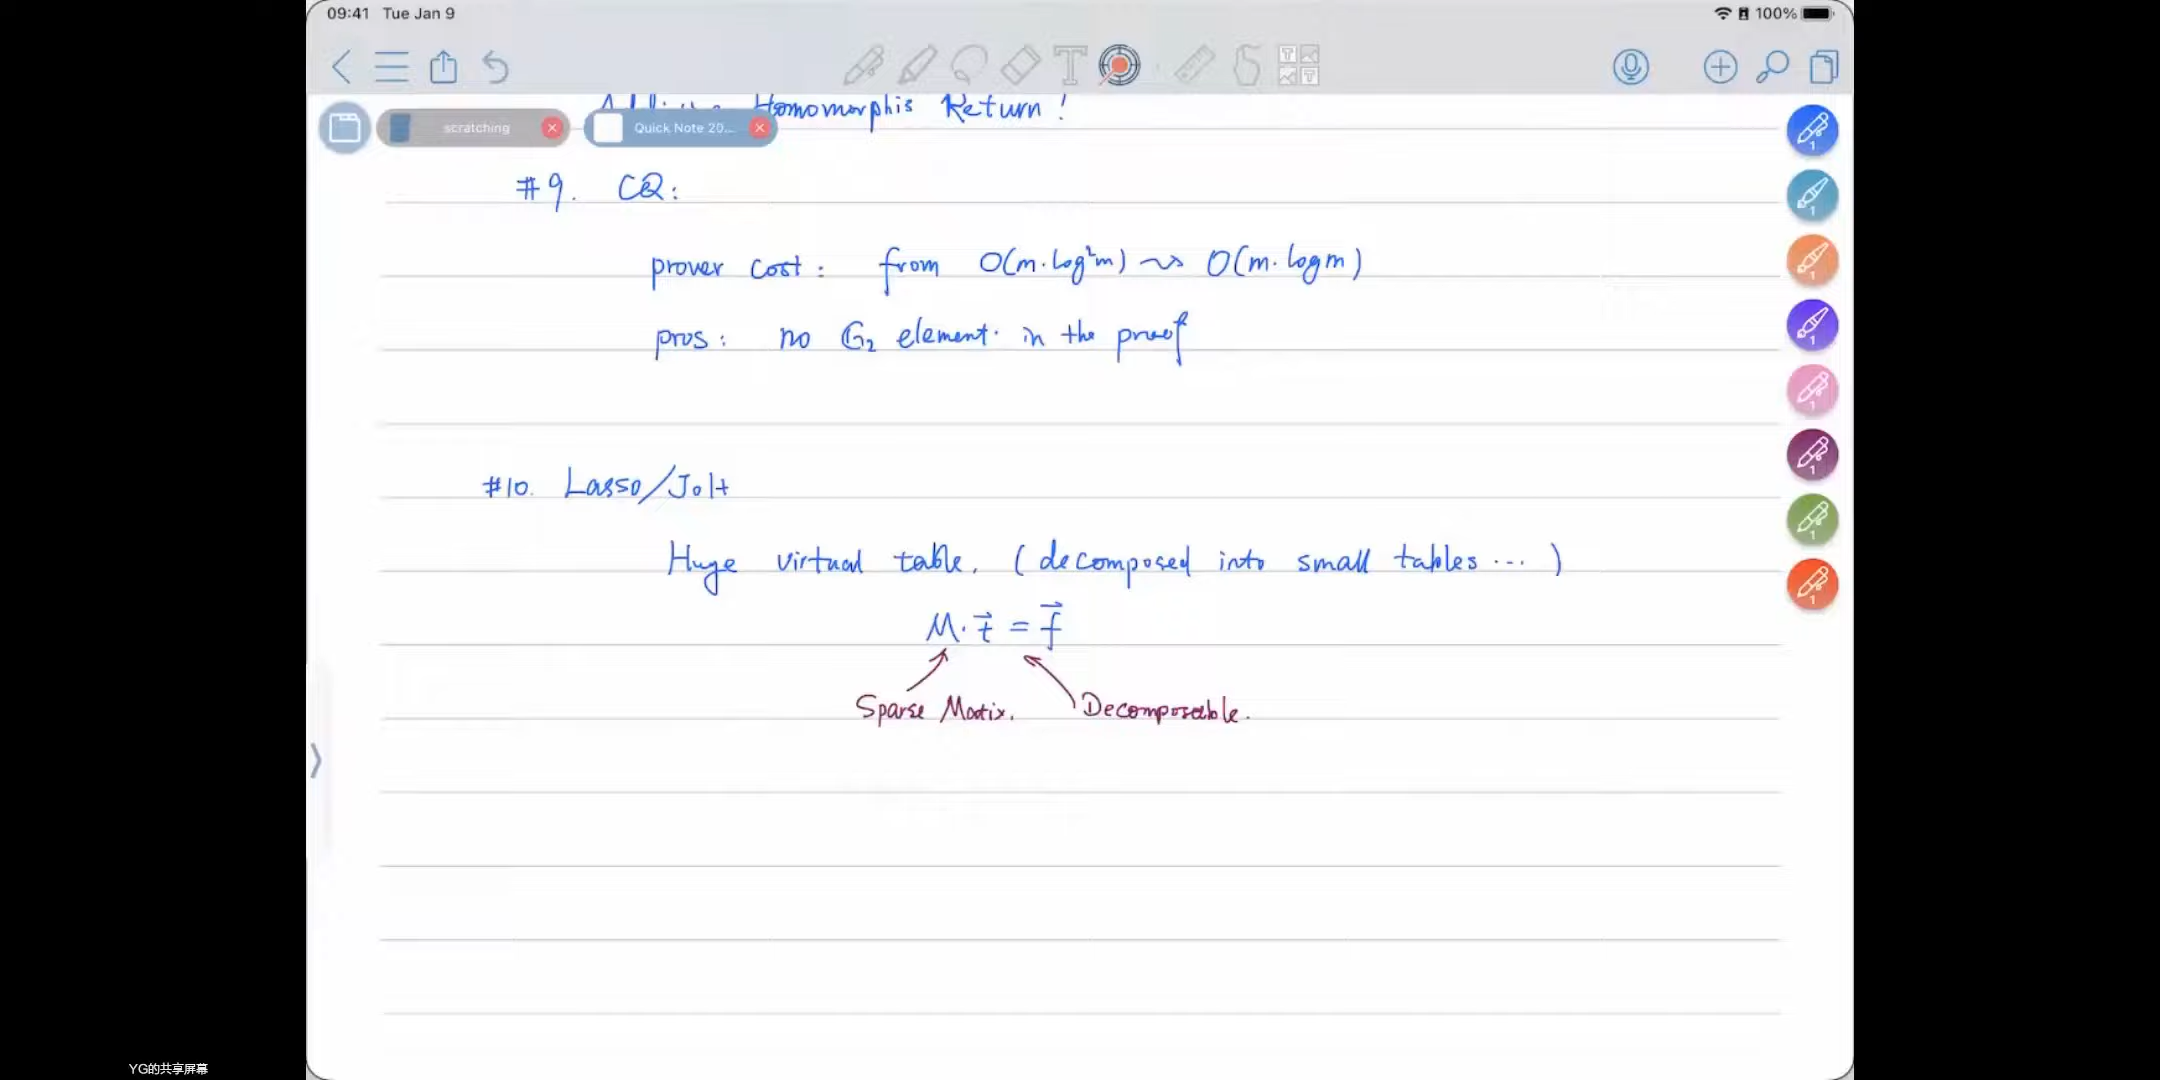 09:41 Tue Jan 9 100%
Homomorphis Return!
scratching Quick Note 20...
#9. CQ:
prover cost: from O(m·log²m) ⇝ O(m·logm)
pros: no G₂ element. in the proof
#10. Lasso/Jolt
Huge virtual table. (decomposed into small tables ... )
M·t⃗ = f⃗
Sparse Matix. Decomposable.
YG的共享屏幕